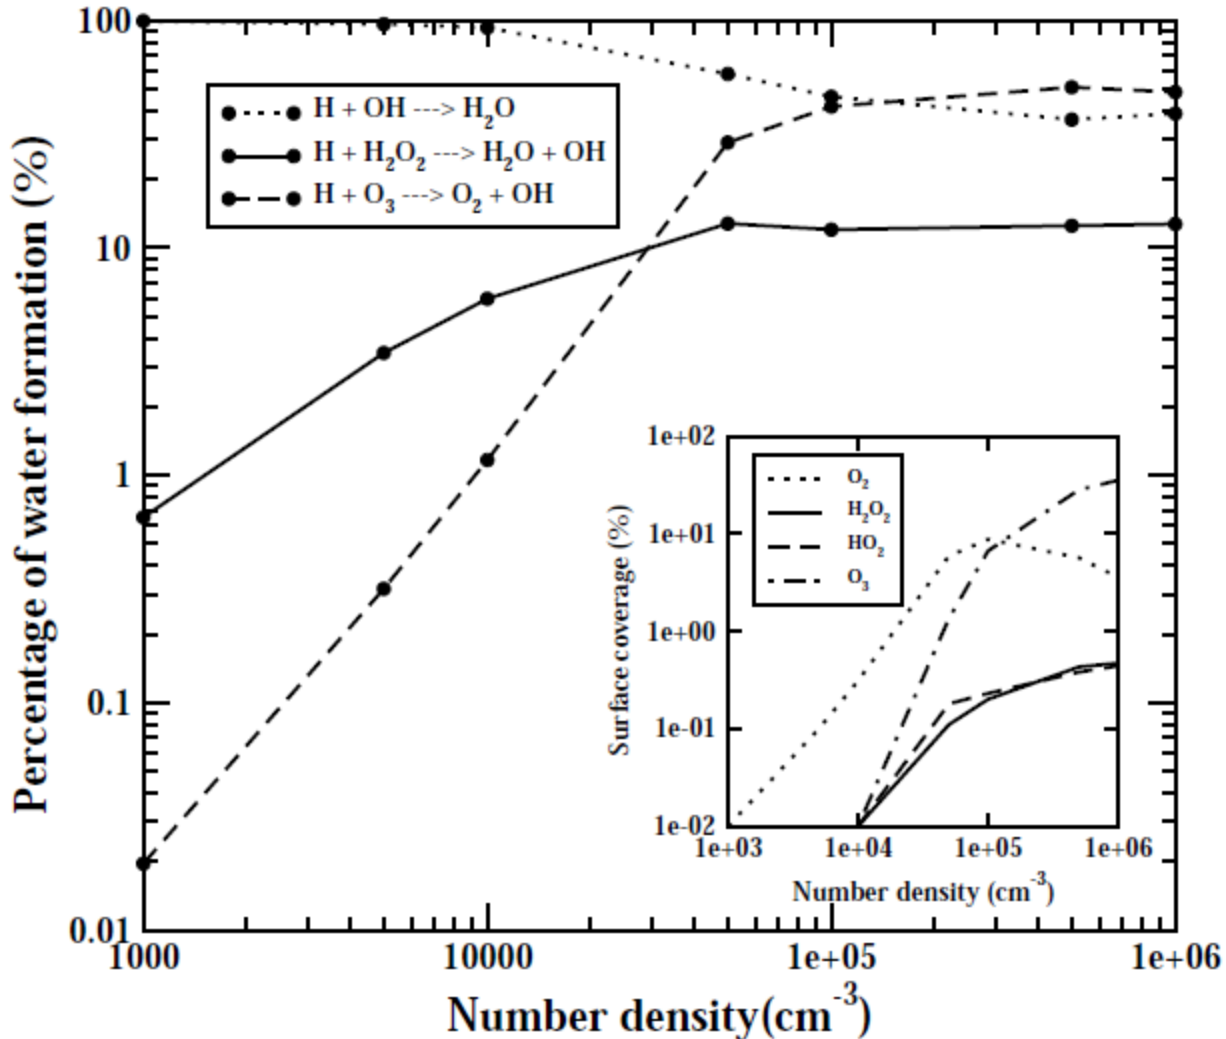 Percentage of water formation (%)
100
10
1
0.1
0.01
H + OH ---> H₂O
H + H₂O₂ ---> H₂O + OH
H + O₃ ---> O₂ + OH
1000
10000
1e+05
1e+06
Number density(cm⁻³)
Surface coverage (%)
1e+02
1e+01
1e+00
1e-01
1e-02
O₂
H₂O₂
HO₂
O₃
1e+03
1e+04
1e+05
1e+06
Number density (cm⁻³)